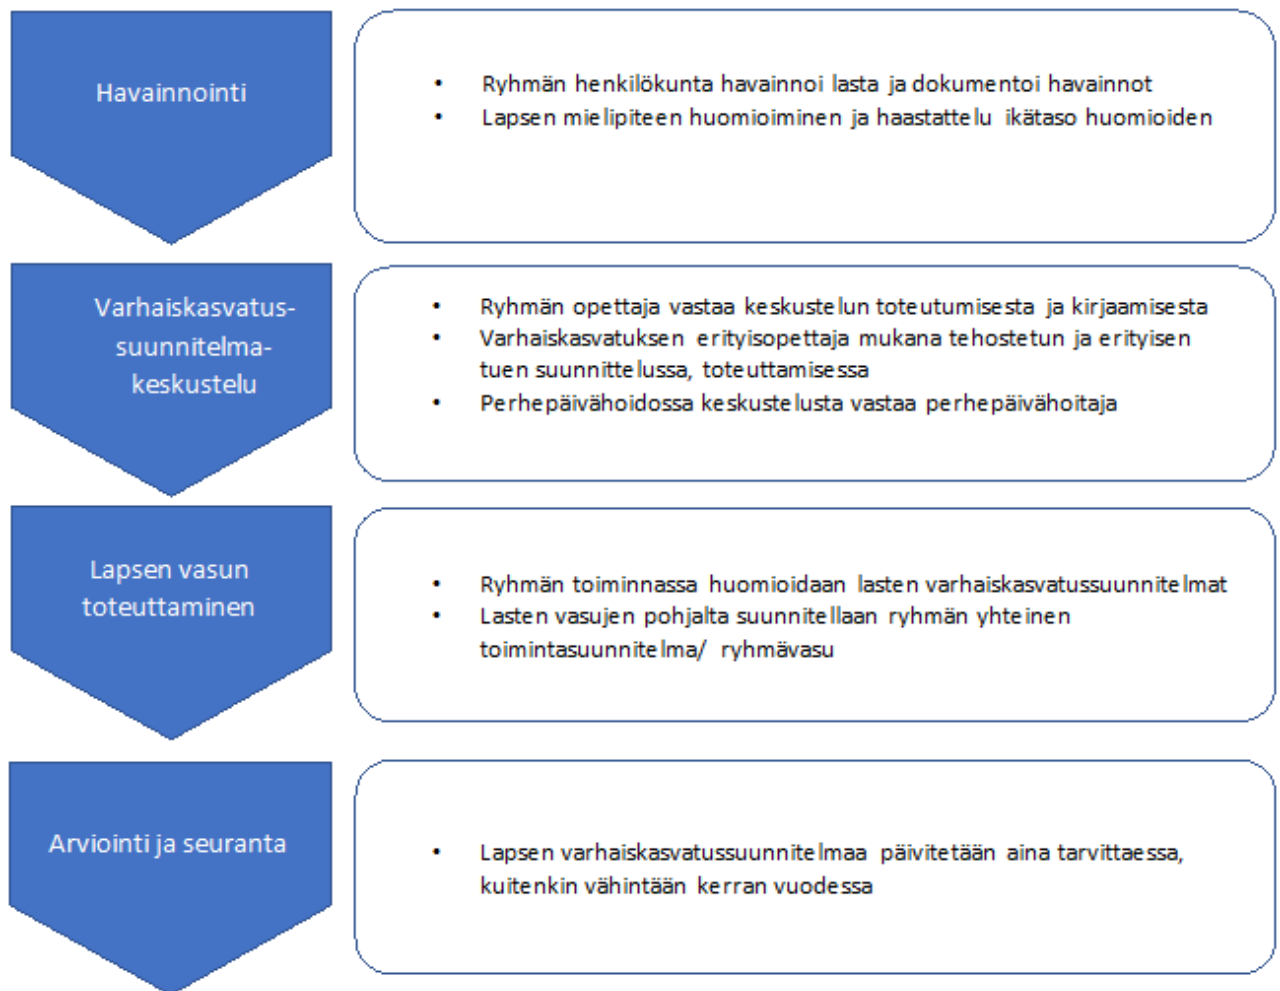 Havainnointi
• Ryhmän henkilökunta havainnoi lasta ja dokumentoi havainnot
• Lapsen mielipiteen huomioiminen ja haastattelu ikätaso huomioiden
Varhaiskasvatus-
suunnitelma-
keskustelu
• Ryhmän opettaja vastaa keskustelun toteutumisesta ja kirjaamisesta
• Varhaiskasvatuksen erityisopettaja mukana tehostetun ja erityisen
tuen suunnittelussa, toteuttamisessa
• Perhepäivähoidossa keskustelusta vastaa perhepäivähoitaja
Lapsen vasun
toteuttaminen
• Ryhmän toiminnassa huomioidaan lasten varhaiskasvatussuunnitelmat
• Lasten vasujen pohjalta suunnitellaan ryhmän yhteinen
toimintasuunnitelma/ ryhmävasu
Arviointi ja seuranta
• Lapsen varhaiskasvatussuunnitelmaa päivitetään aina tarvittaessa,
kuitenkin vähintään kerran vuodessa